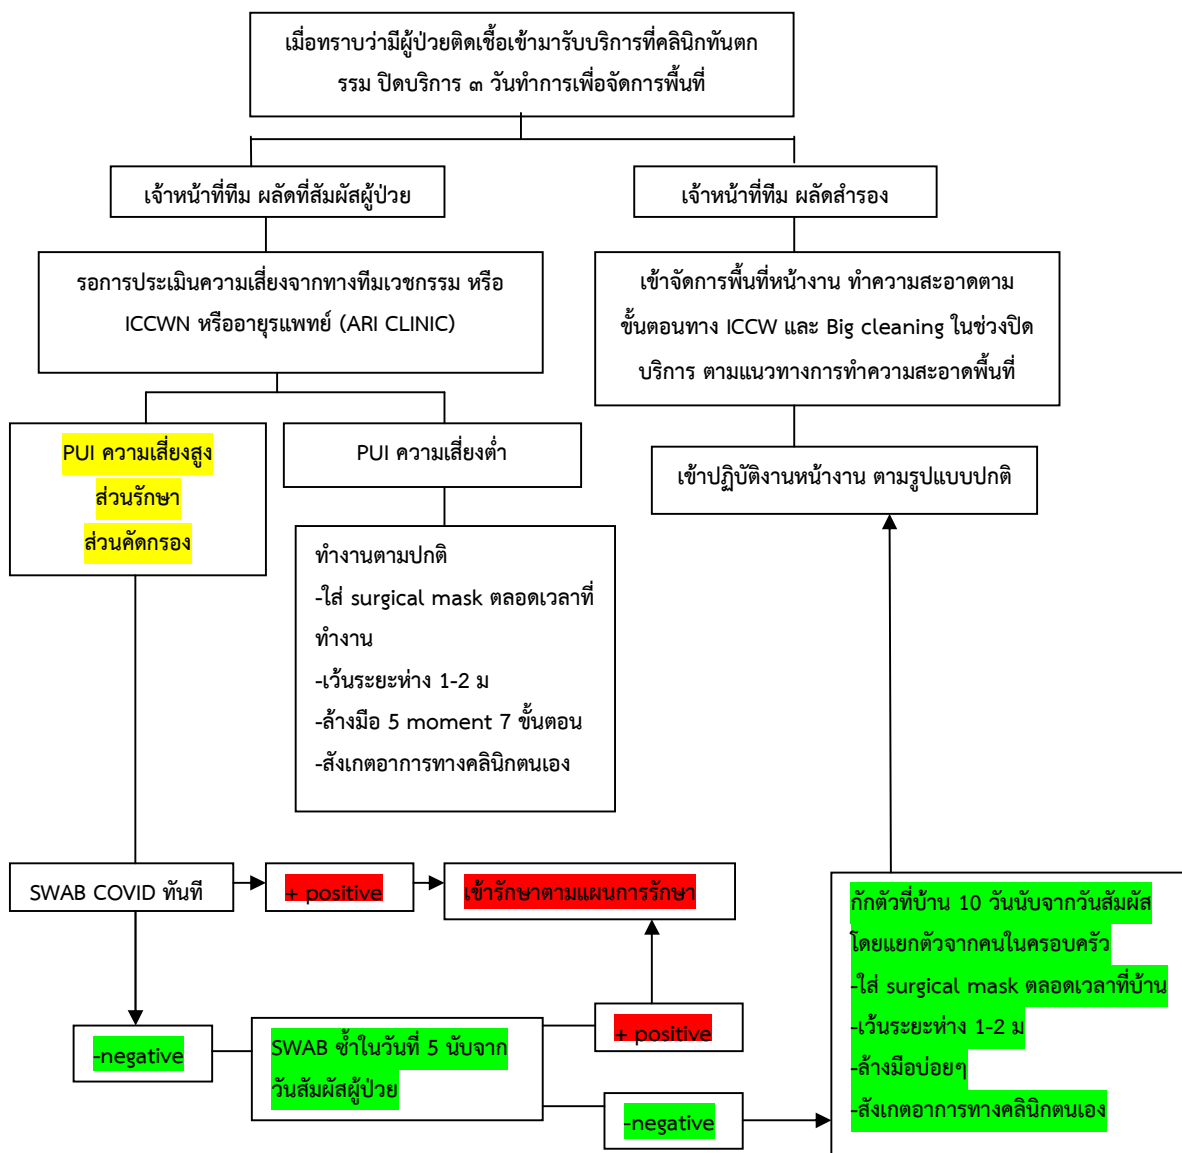 เมื่อทราบว่ามีผู้ป่วยติดเชื้อเข้ามารับบริการที่คลินิกทันตก
รรม ปิดบริการ ๓ วันทำการเพื่อจัดการพื้นที่
เจ้าหน้าที่ทีม ผลัดที่สัมผัสผู้ป่วย
เจ้าหน้าที่ทีม ผลัดสำรอง
รอการประเมินความเสี่ยงจากทางทีมเวชกรรม หรือ
ICCWN หรืออายุรแพทย์ (ARI CLINIC)
เข้าจัดการพื้นที่หน้างาน ทำความสะอาดตาม
ขั้นตอนทาง ICCW และ Big cleaning ในช่วงปิด
บริการ ตามแนวทางการทำความสะอาดพื้นที่
PUI ความเสี่ยงสูง
ส่วนรักษา
ส่วนคัดกรอง
PUI ความเสี่ยงต่ำ
เข้าปฏิบัติงานหน้างาน ตามรูปแบบปกติ
ทำงานตามปกติ
-ใส่ surgical mask ตลอดเวลาที่
ทำงาน
-เว้นระยะห่าง 1-2 ม
-ล้างมือ 5 moment 7 ขั้นตอน
-สังเกตอาการทางคลินิกตนเอง
SWAB COVID ทันที
+ positive
เข้ารักษาตามแผนการรักษา
-negative
SWAB ซ้ำในวันที่ 5 นับจาก
วันสัมผัสผู้ป่วย
+ positive
-negative
กักตัวที่บ้าน 10 วันนับจากวันสัมผัส
โดยแยกตัวจากคนในครอบครัว
-ใส่ surgical mask ตลอดเวลาที่บ้าน
-เว้นระยะห่าง 1-2 ม
-ล้างมือบ่อยๆ
-สังเกตอาการทางคลินิกตนเอง